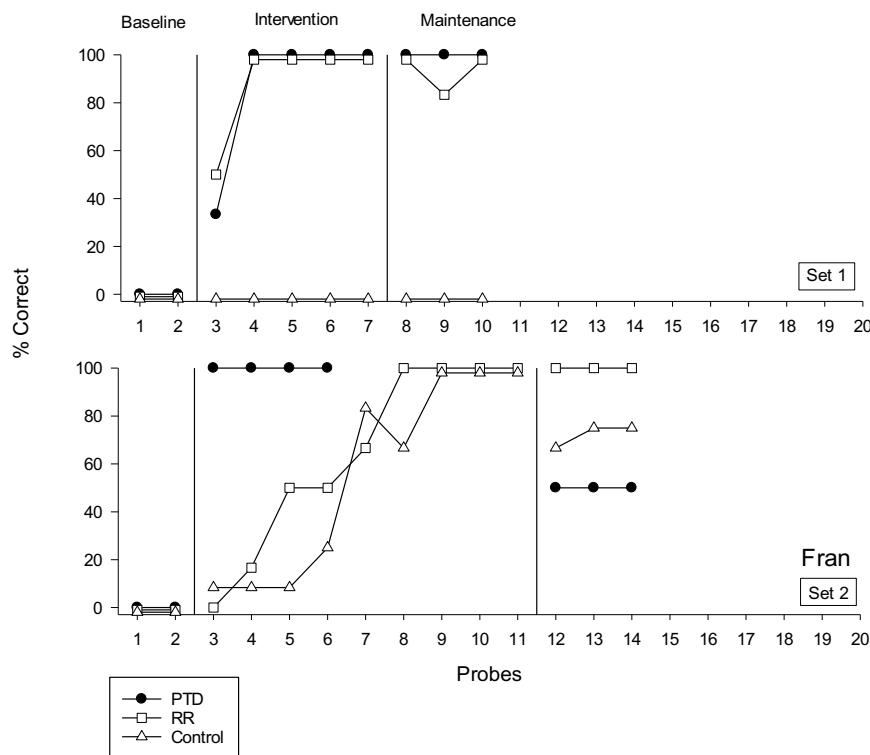 Baseline Intervention Maintenance
100
80
60
40
20
0
Set 1
1 2 3 4 5 6 7 8 9 10 11 12 13 14 15 16 17 18 19 20
% Correct
100
80
60
40
20
0
Fran
Set 2
1 2 3 4 5 6 7 8 9 10 11 12 13 14 15 16 17 18 19 20
Probes
PTD
RR
Control